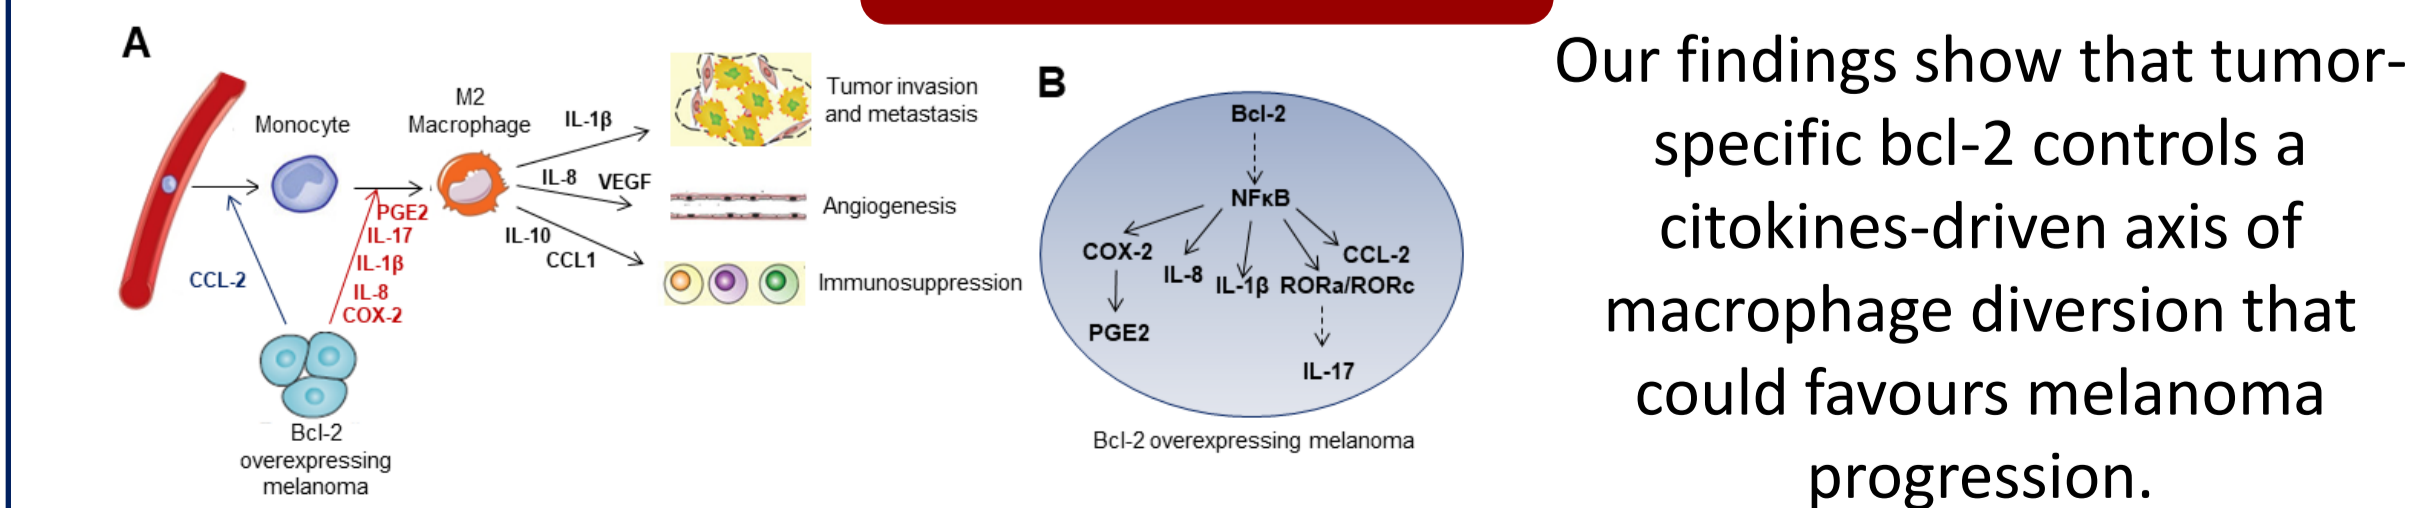 A
Monocyte
M2
Macrophage
IL-1β
IL-8
VEGF
IL-10
CCL1
Tumor invasion
and metastasis
Angiogenesis
Immunosuppression
CCL-2
PGE2
IL-17
IL-1β
IL-8
COX-2
Bcl-2
overexpressing
melanoma
B
Bcl-2
NFκB
COX-2
IL-8
IL-1β
RORa/RORc
CCL-2
PGE2
IL-17
Bcl-2 overexpressing melanoma
Our findings show that tumor-
specific bcl-2 controls a
citokines-driven axis of
macrophage diversion that
could favours melanoma
progression.